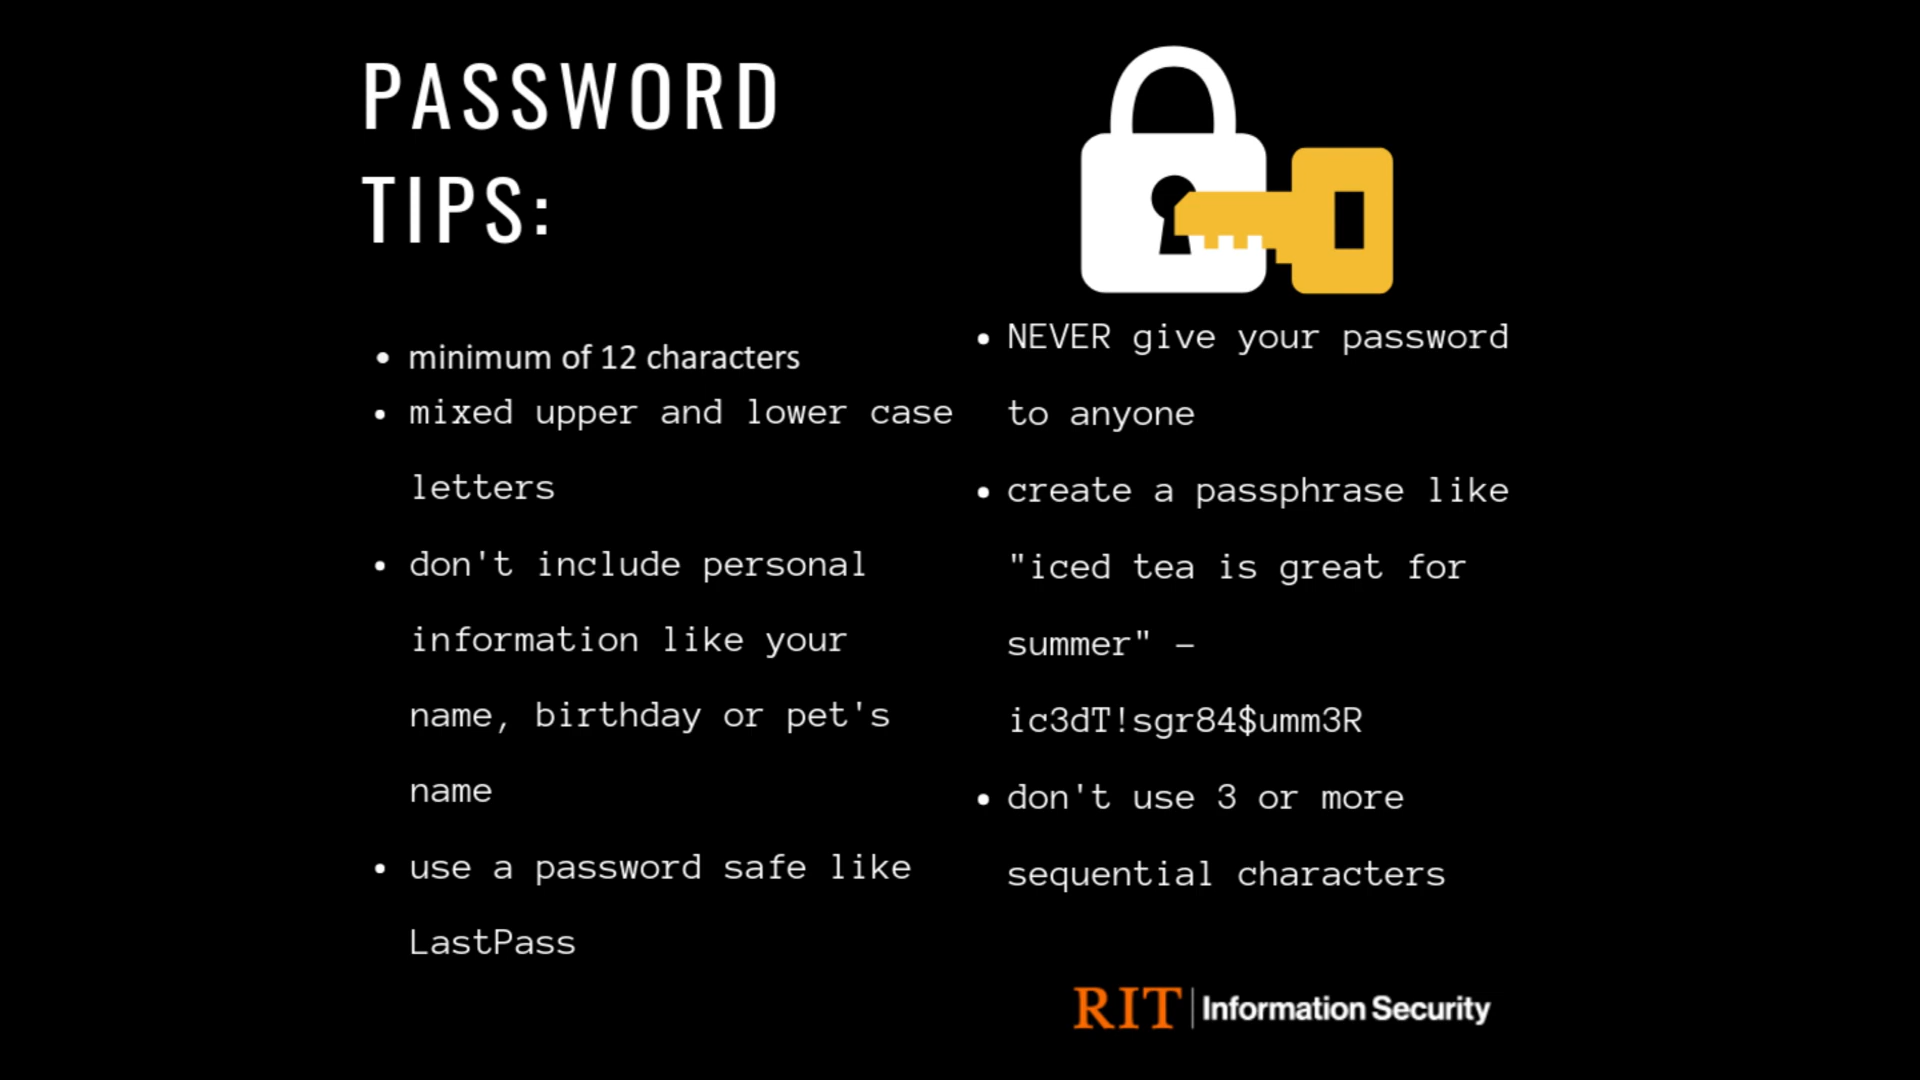 PASSWORD
TIPS:
• minimum of 12 characters
• mixed upper and lower case
letters
• don't include personal
information like your
name, birthday or pet's
name
• use a password safe like
LastPass
• NEVER give your password
to anyone
• create a passphrase like
"iced tea is great for
summer" –
ic3dT!sgr84$umm3R
• don't use 3 or more
sequential characters
RIT | Information Security